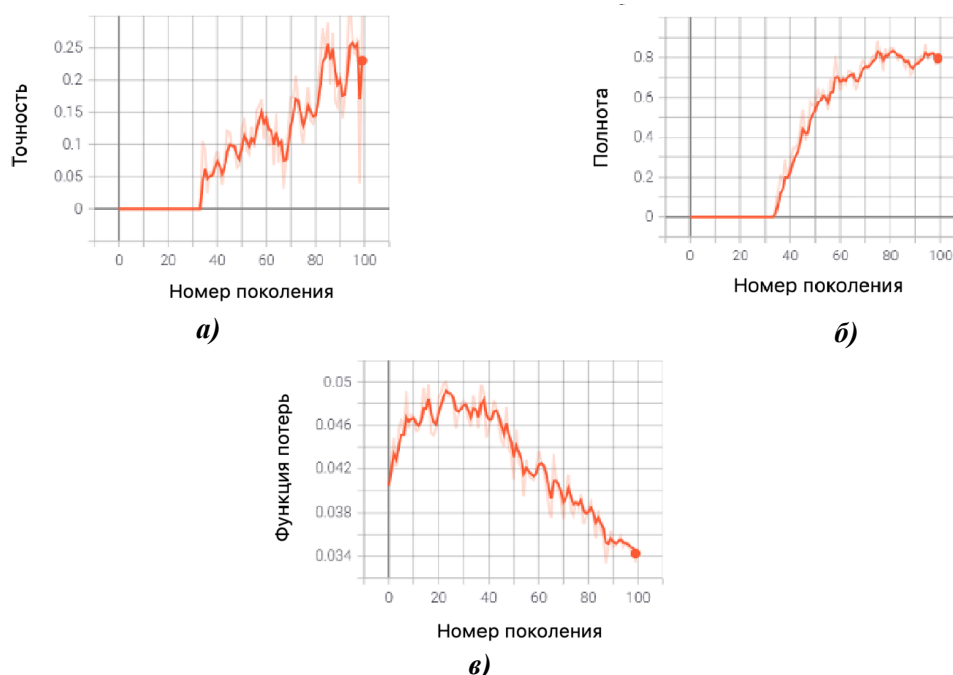 Точность
0.25
0.2
0.15
0.1
0.05
0
0 20 40 60 80 100
Номер поколения
а)
Полнота
0.8
0.6
0.4
0.2
0
0 20 40 60 80 100
Номер поколения
б)
Функция потерь
0.05
0.046
0.042
0.038
0.034
0 20 40 60 80 100
Номер поколения
в)